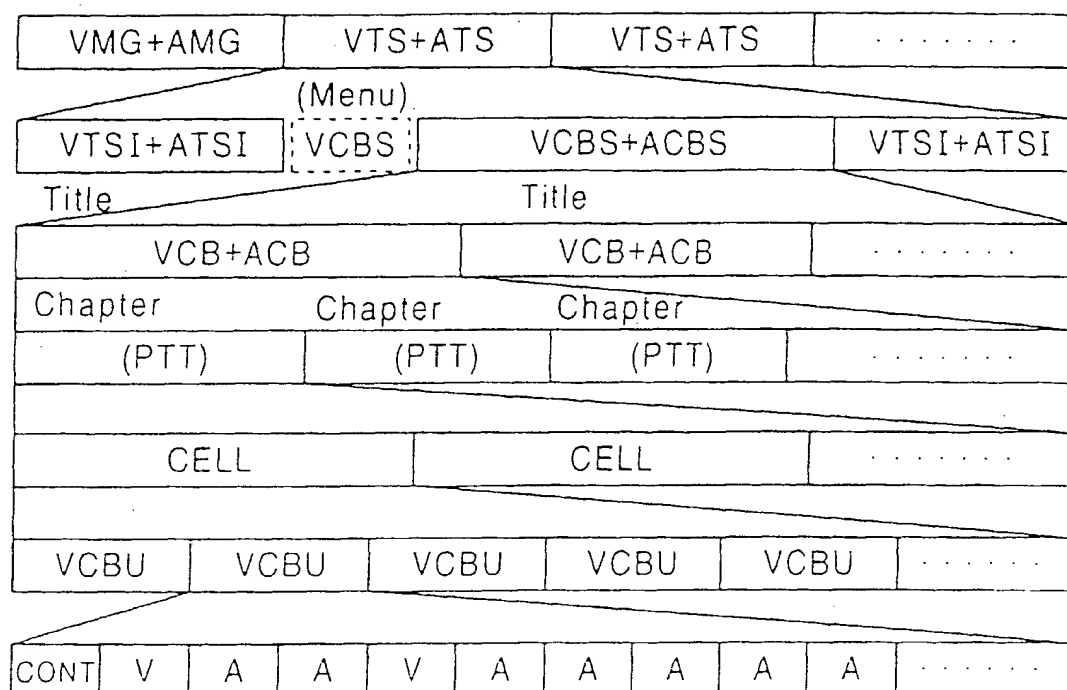 VMG+AMG VTS+ATS VTS+ATS .......
(Menu)
VTSI+ATSI VCBS VCBS+ACBS VTSI+ATSI
Title Title
VCB+ACB VCB+ACB .......
Chapter Chapter Chapter
(PTT) (PTT) (PTT) .......
CELL CELL .......
VCBU VCBU VCBU VCBU VCBU ......
CONT V A A V A A A A A ......